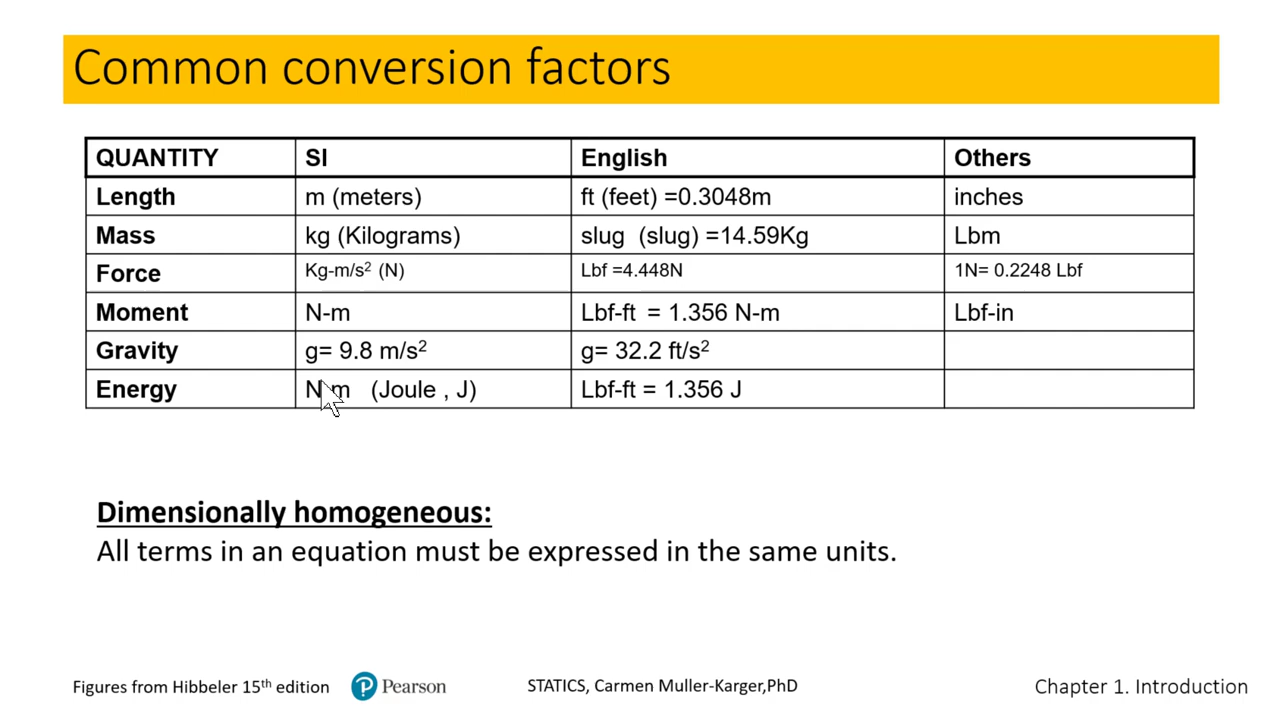 Common conversion factors
QUANTITY SI English Others
Length m (meters) ft (feet) =0.3048m inches
Mass kg (Kilograms) slug (slug) =14.59Kg Lbm
Force Kg-m/s² (N) Lbf =4.448N 1N= 0.2248 Lbf
Moment N-m Lbf-ft = 1.356 N-m Lbf-in
Gravity g= 9.8 m/s² g= 32.2 ft/s²
Energy N-m (Joule , J) Lbf-ft = 1.356 J
Dimensionally homogeneous:
All terms in an equation must be expressed in the same units.
Figures from Hibbeler 15th edition P Pearson STATICS, Carmen Muller-Karger,PhD Chapter 1. Introduction